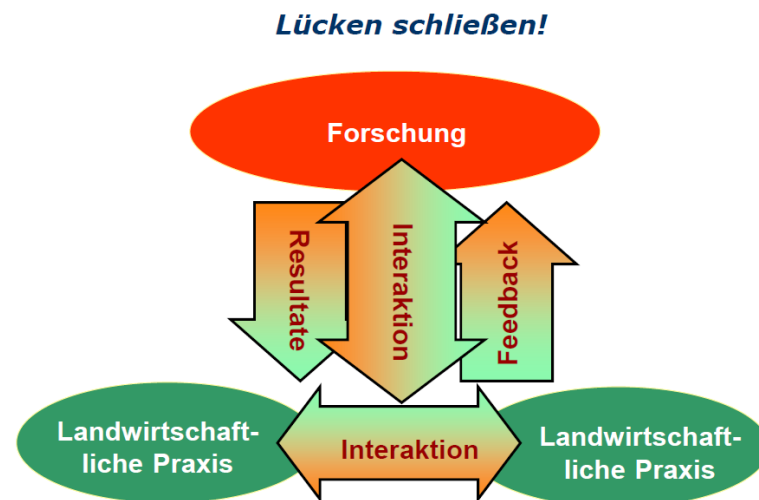 Lücken schließen!
Forschung
Resultate
Interaktion
Feedback
Landwirtschaft-
liche Praxis
Interaktion
Landwirtschaft-
liche Praxis